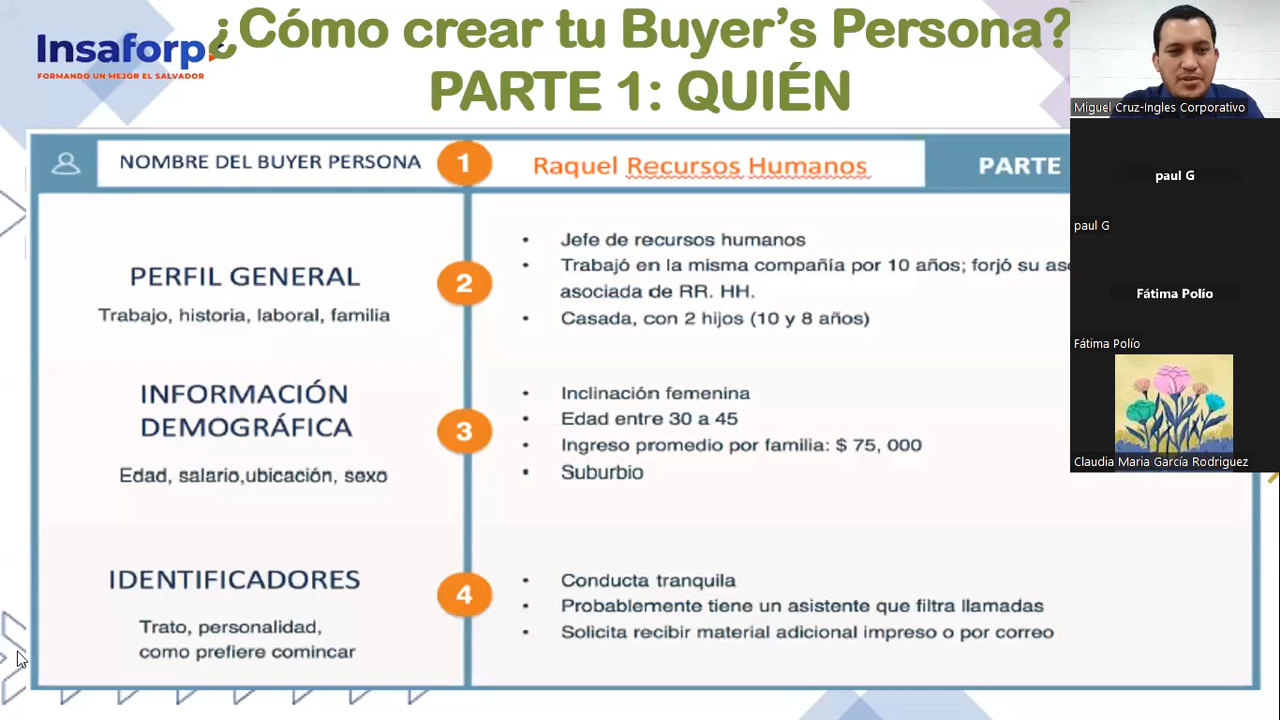 ¿Cómo crear tu Buyer's Persona?
PARTE 1: QUIÉN
Insaforp
FORMANDO UN MEJOR EL SALVADOR
NOMBRE DEL BUYER PERSONA
1
Raquel Recursos Humanos
PARTE
PERFIL GENERAL
Trabajo, historia, laboral, familia
2
• Jefe de recursos humanos
• Trabajó en la misma compañía por 10 años; forjó su
asociada de RR. HH.
• Casada, con 2 hijos (10 y 8 años)
INFORMACIÓN
DEMOGRÁFICA
Edad, salario,ubicación, sexo
3
• Inclinación femenina
• Edad entre 30 a 45
• Ingreso promedio por familia: $ 75, 000
• Suburbio
IDENTIFICADORES
Trato, personalidad,
como prefiere comincar
4
• Conducta tranquila
• Probablemente tiene un asistente que filtra llamadas
• Solicita recibir material adicional impreso o por correo
Miguel Cruz-Ingles Corporativo
paul G
paul G
Fátima Polío
Fátima Polío
Claudia Maria García Rodriguez